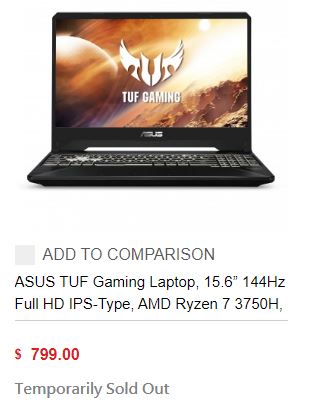 TUF GAMING
ASUS
ADD TO COMPARISON
ASUS TUF Gaming Laptop, 15.6” 144Hz
Full HD IPS-Type, AMD Ryzen 7 3750H,
$ 799.00
Temporarily Sold Out